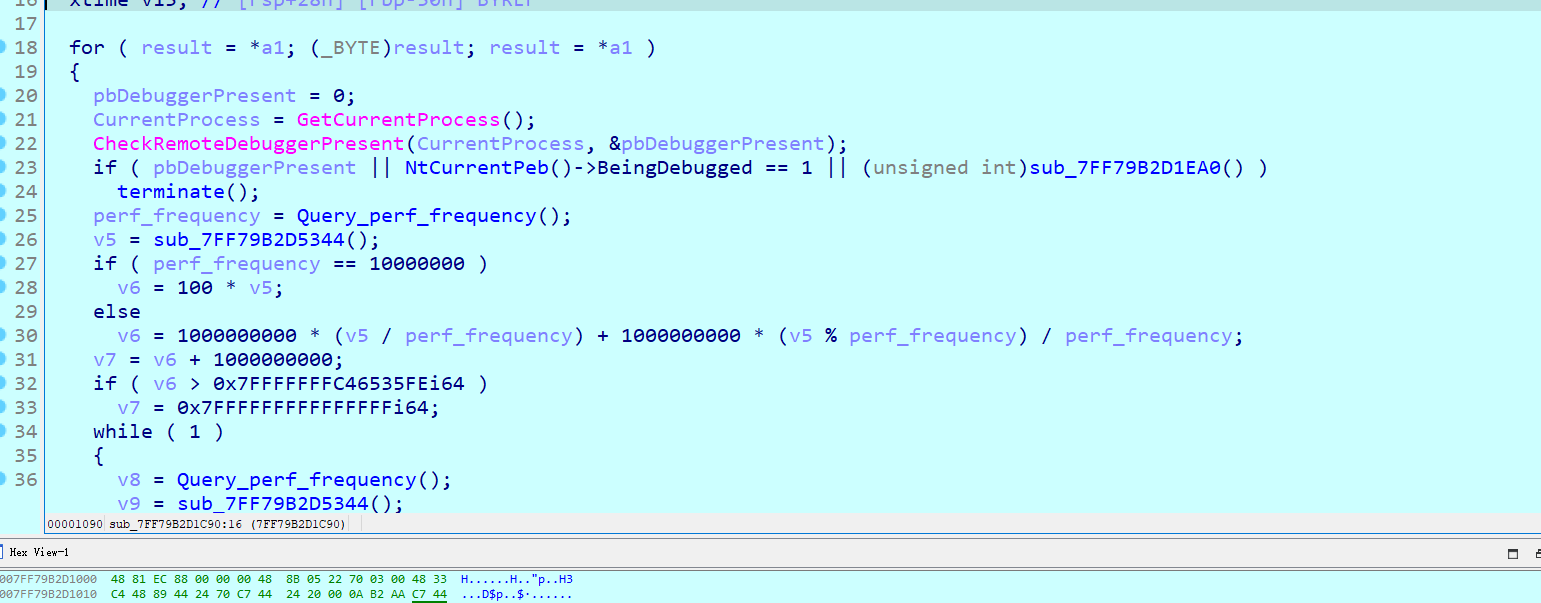 16 xtime v15; // [rsp+28h] [rbp-50h] BYREF
17
18 for ( result = *a1; (_BYTE)result; result = *a1 )
19 {
20 pbDebuggerPresent = 0;
21 CurrentProcess = GetCurrentProcess();
22 CheckRemoteDebuggerPresent(CurrentProcess, &pbDebuggerPresent);
23 if ( pbDebuggerPresent || NtCurrentPeb()->BeingDebugged == 1 || (unsigned int)sub_7FF79B2D1EA0() )
24 terminate();
25 perf_frequency = Query_perf_frequency();
26 v5 = sub_7FF79B2D5344();
27 if ( perf_frequency == 10000000 )
28 v6 = 100 * v5;
29 else
30 v6 = 1000000000 * (v5 / perf_frequency) + 1000000000 * (v5 % perf_frequency) / perf_frequency;
31 v7 = v6 + 1000000000;
32 if ( v6 > 0x7FFFFFFFC46535FEi64 )
33 v7 = 0x7FFFFFFFFFFFFFFFi64;
34 while ( 1 )
35 {
36 v8 = Query_perf_frequency();
v9 = sub_7FF79B2D5344();
00001090 sub_7FF79B2D1C90:16 (7FF79B2D1C90)
Hex View-1
007FF79B2D1000 48 81 EC 88 00 00 00 48 8B 05 22 70 03 00 48 33 H......H.."p..H3
007FF79B2D1010 C4 48 89 44 24 70 C7 44 24 20 00 0A B2 AA C7 44 ...D$p..$·......